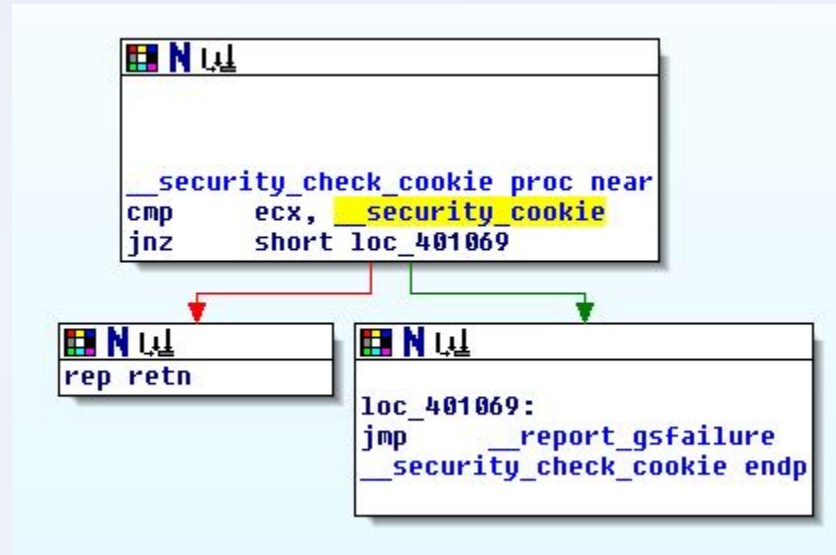 __security_check_cookie proc near
cmp ecx, __security_cookie
jnz short loc_401069
rep retn
loc_401069:
jmp __report_gsfailure
__security_check_cookie endp